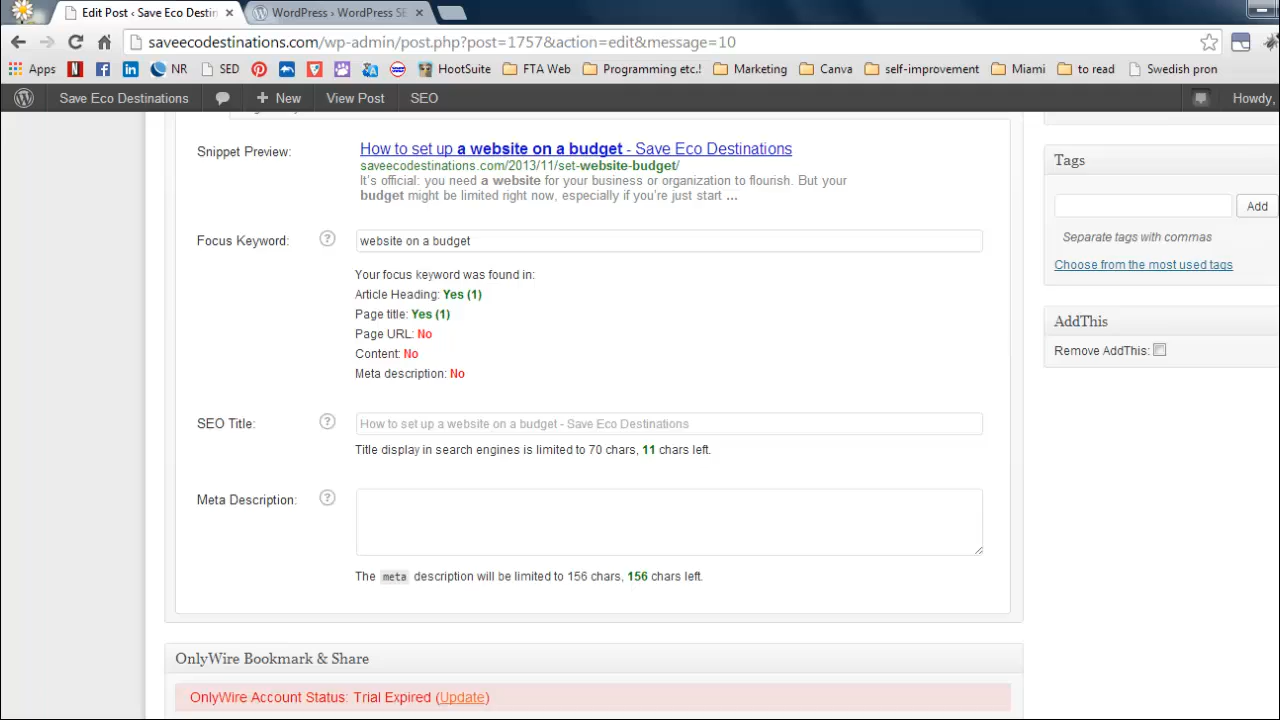 Edit Post ‹ Save Eco Destin
WordPress › WordPress SE
saveecodestinations.com/wp-admin/post.php?post=1757&action=edit&message=10
Apps
NR
SED
HootSuite
FTA Web
Programming etc.!
Marketing
Canva
self-improvement
Miami
to read
Swedish pron
Save Eco Destinations
New
View Post
SEO
Howdy,
Snippet Preview:
How to set up a website on a budget - Save Eco Destinations
saveecodestinations.com/2013/11/set-website-budget/
It's official: you need a website for your business or organization to flourish. But your
budget might be limited right now, especially if you're just start ...
Focus Keyword:
website on a budget
Your focus keyword was found in:
Article Heading: Yes (1)
Page title: Yes (1)
Page URL: No
Content: No
Meta description: No
SEO Title:
How to set up a website on a budget - Save Eco Destinations
Title display in search engines is limited to 70 chars, 11 chars left.
Meta Description:
The meta description will be limited to 156 chars, 156 chars left.
OnlyWire Bookmark & Share
OnlyWire Account Status: Trial Expired (Update)
Tags
Add
Separate tags with commas
Choose from the most used tags
AddThis
Remove AddThis: